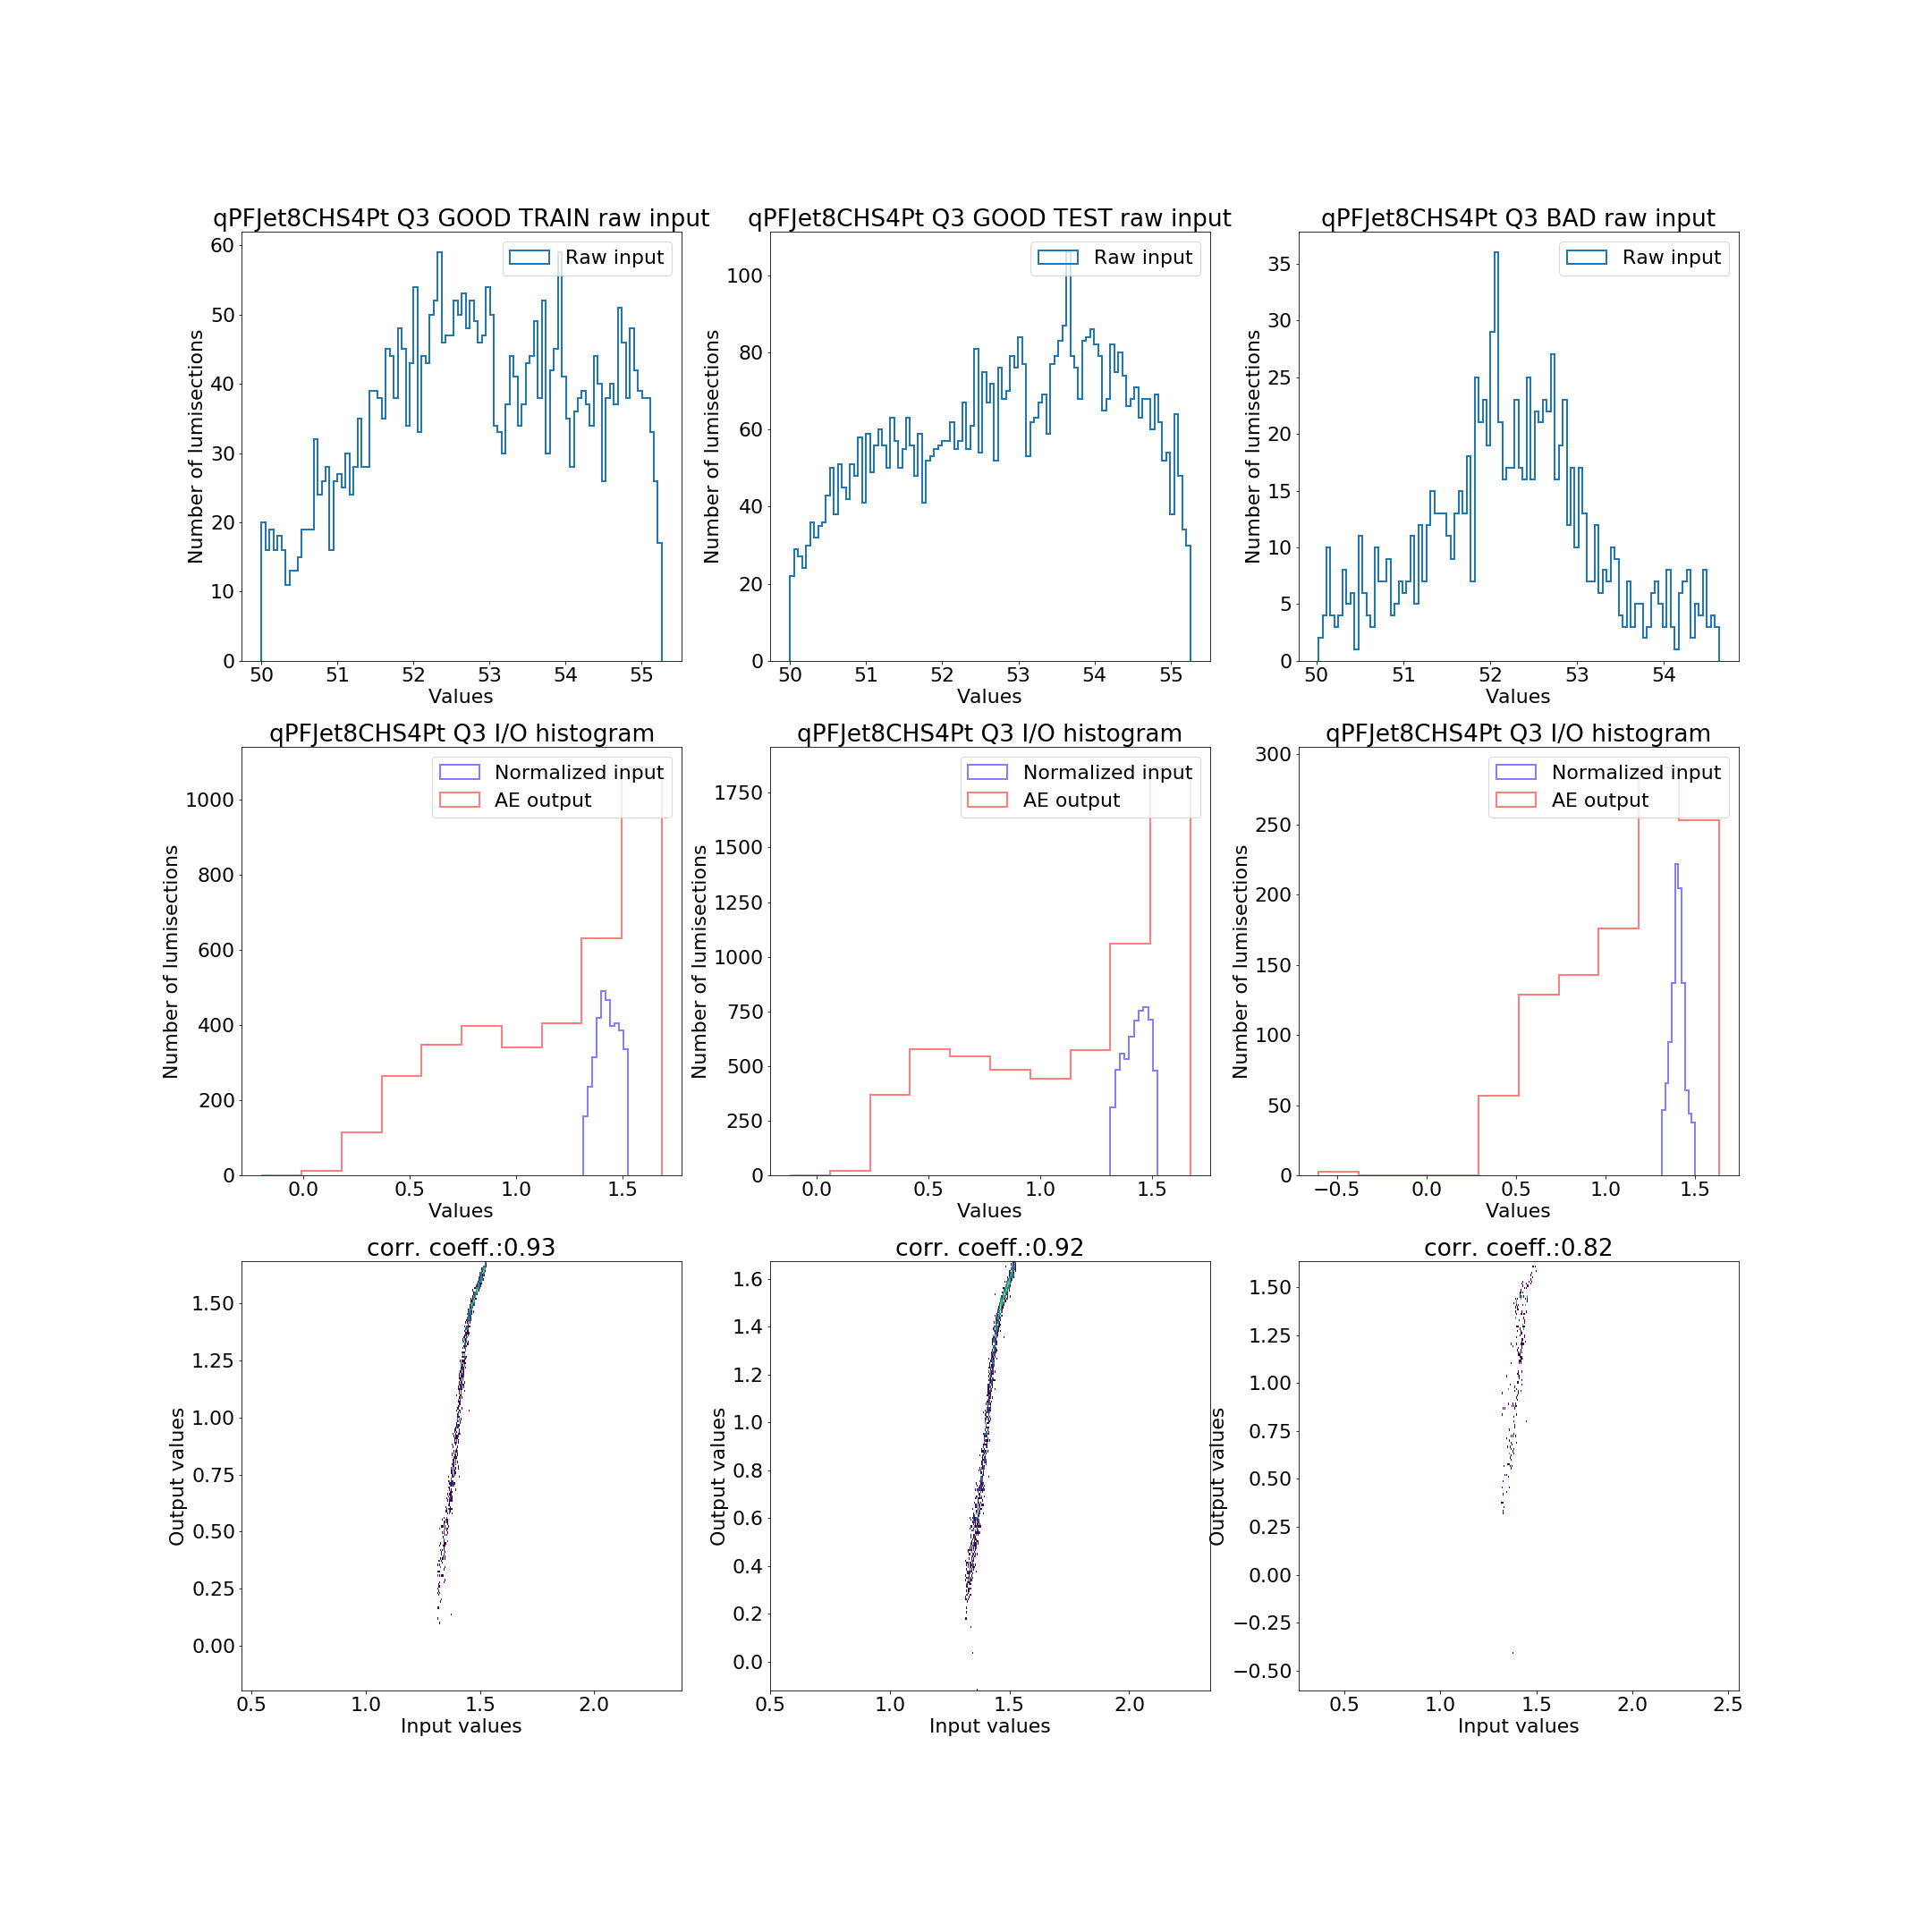 qPFJet8CHS4Pt Q3 GOOD TRAIN raw input
Raw input
60
50
40
30
20
10
0
Number of lumisections
50 51 52 53 54 55
Values
qPFJet8CHS4Pt Q3 GOOD TEST raw input
Raw input
100
80
60
40
20
0
Number of lumisections
50 51 52 53 54 55
Values
qPFJet8CHS4Pt Q3 BAD raw input
Raw input
35
30
25
20
15
10
5
0
Number of lumisections
50 51 52 53 54
Values
qPFJet8CHS4Pt Q3 I/O histogram
Normalized input
AE output
1000
800
600
400
200
0
Number of lumisections
0.0 0.5 1.0 1.5
Values
qPFJet8CHS4Pt Q3 I/O histogram
Normalized input
AE output
1750
1500
1250
1000
750
500
250
0
Number of lumisections
0.0 0.5 1.0 1.5
Values
qPFJet8CHS4Pt Q3 I/O histogram
Normalized input
AE output
300
250
200
150
100
50
0
Number of lumisections
−0.5 0.0 0.5 1.0 1.5
Values
corr. coeff.:0.93
1.50
1.25
1.00
0.75
0.50
0.25
0.00
Output values
0.5 1.0 1.5 2.0
Input values
corr. coeff.:0.92
1.6
1.4
1.2
1.0
0.8
0.6
0.4
0.2
0.0
Output values
0.5 1.0 1.5 2.0
Input values
corr. coeff.:0.82
1.50
1.25
1.00
0.75
0.50
0.25
0.00
−0.25
−0.50
Output values
0.5 1.0 1.5 2.0 2.5
Input values